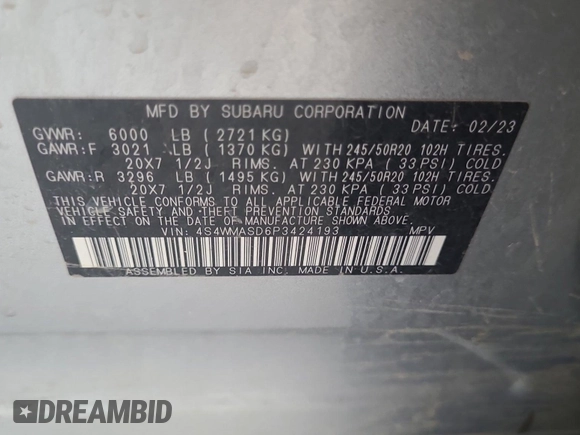 MFD BY SUBARU CORPORATION
DATE: 02/23
GVWR: 6000 LB (2721 KG)
GAWR:F 3021 LB (1370 KG) WITH 245/50R20 102H TIRES.
20X7 1/2J RIMS. AT 230 KPA (33 PSI) COLD
GAWR:R 3296 LB (1495 KG) WITH 245/50R20 102H TIRES.
20X7 1/2J RIMS. AT 230 KPA (33 PSI) COLD
THIS VEHICLE CONFORMS TO ALL APPLICABLE FEDERAL MOTOR
VEHICLE SAFETY AND THEFT PREVENTION STANDARDS
IN EFFECT ON THE DATE OF MANUFACTURE SHOWN ABOVE.
VIN: 4S4WMASD6P3424193 MPV
ASSEMBLED BY SIA INC. MADE IN U.S.A.
DREAMBID